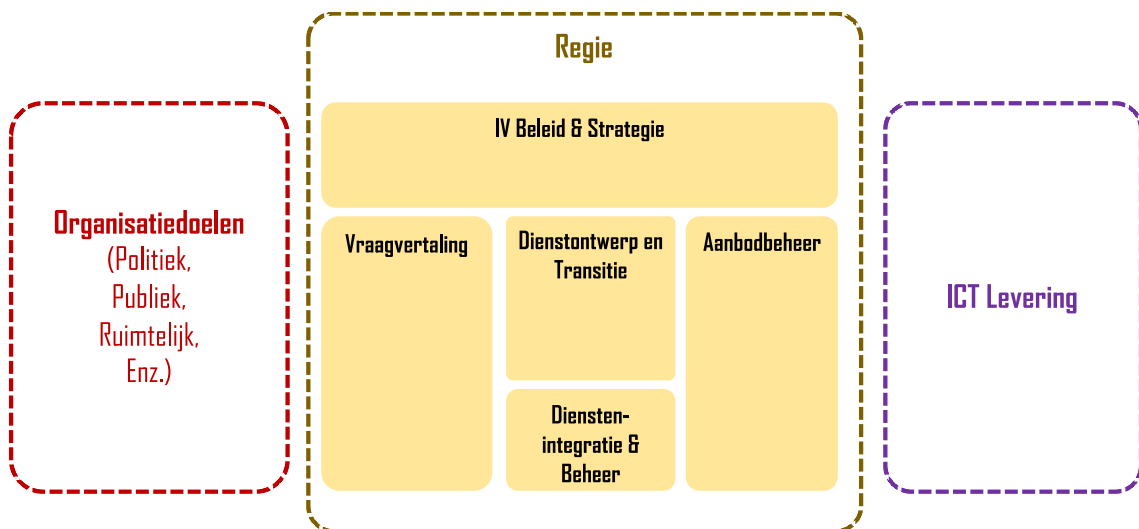 Regie
IV Beleid & Strategie
Organisatiedoelen
(Politiek,
Publiek,
Ruimtelijk,
Enz.)
Vraagvertaling
Dienstontwerp en
Transitie
Diensten-
integratie &
Beheer
Aanbodbeheer
ICT Levering